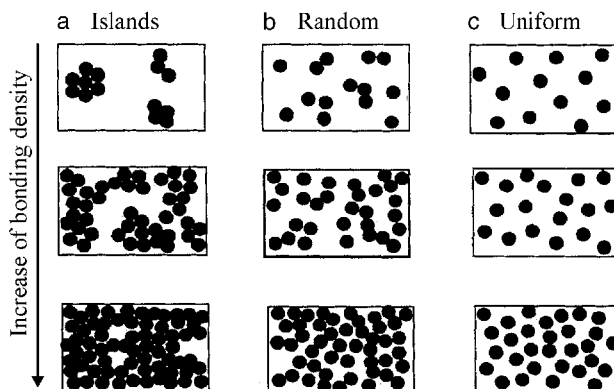 a Islands
b Random
c Uniform
Increase of bonding density